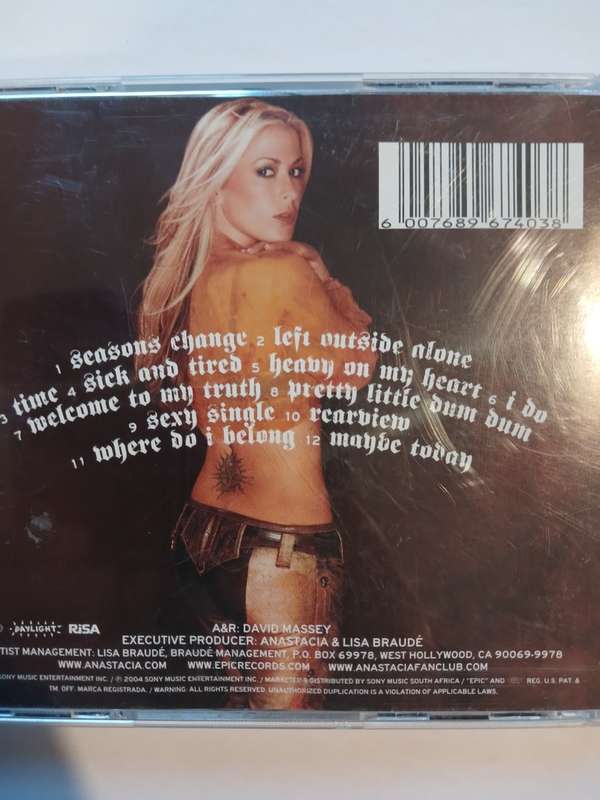 6 007689 674038
1 seasons change 2 left outside alone
3 time 4 sick and tired 5 heavy on my heart 6 i do
7 welcome to my truth 8 pretty little dum dum
9 sexy single 10 rearview
11 where do i belong 12 maybe today
DAYLIGHT RiSA
A&R: DAVID MASSEY
EXECUTIVE PRODUCER: ANASTACIA & LISA BRAUDÉ
TIST MANAGEMENT: LISA BRAUDÉ, BRAUDÉ MANAGEMENT, P.O. BOX 69978, WEST HOLLYWOOD, CA 90069-9978
WWW.ANASTACIA.COM WWW.EPICRECORDS.COM WWW.ANASTACIAFANCLUB.COM
SONY MUSIC ENTERTAINMENT INC. / ℗ 2004 SONY MUSIC ENTERTAINMENT INC. / MARKETED & DISTRIBUTED BY SONY MUSIC SOUTH AFRICA / "EPIC" AND REG. U.S. PAT. &
TM. OFF. MARCA REGISTRADA. / WARNING: ALL RIGHTS RESERVED. UNAUTHORIZED DUPLICATION IS A VIOLATION OF APPLICABLE LAWS.